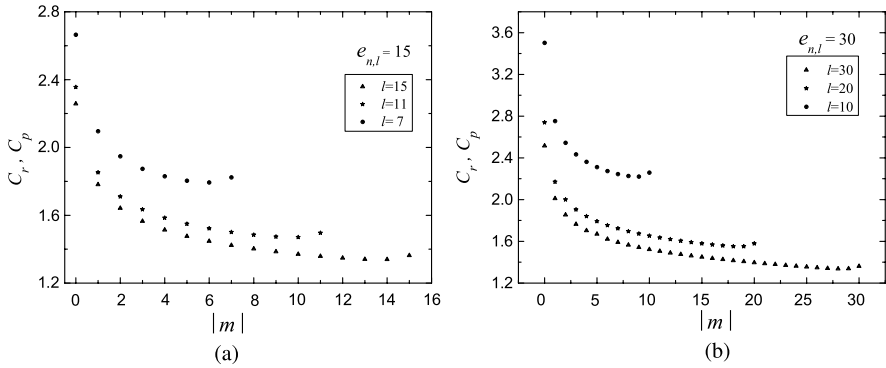 2.8
2.4
2.0
1.6
1.2
C_r, C_p
e_{n,l} = 15
▲ l=15
★ l=11
● l= 7
0 2 4 6 8 10 12 14 16
|m|
(a)
3.6
3.2
2.8
2.4
2.0
1.6
1.2
C_r, C_p
e_{n,l} = 30
▲ l=30
★ l=20
● l=10
0 5 10 15 20 25 30
|m|
(b)